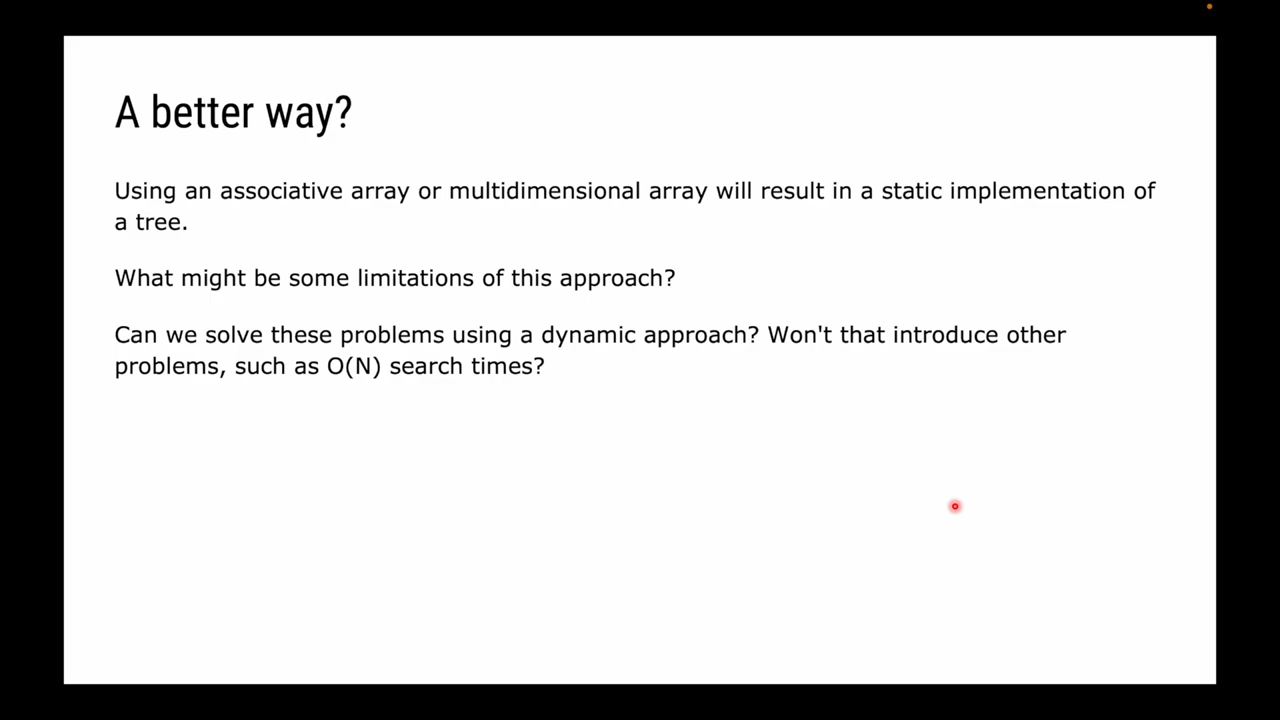 A better way?
Using an associative array or multidimensional array will result in a static implementation of
a tree.
What might be some limitations of this approach?
Can we solve these problems using a dynamic approach? Won't that introduce other
problems, such as O(N) search times?